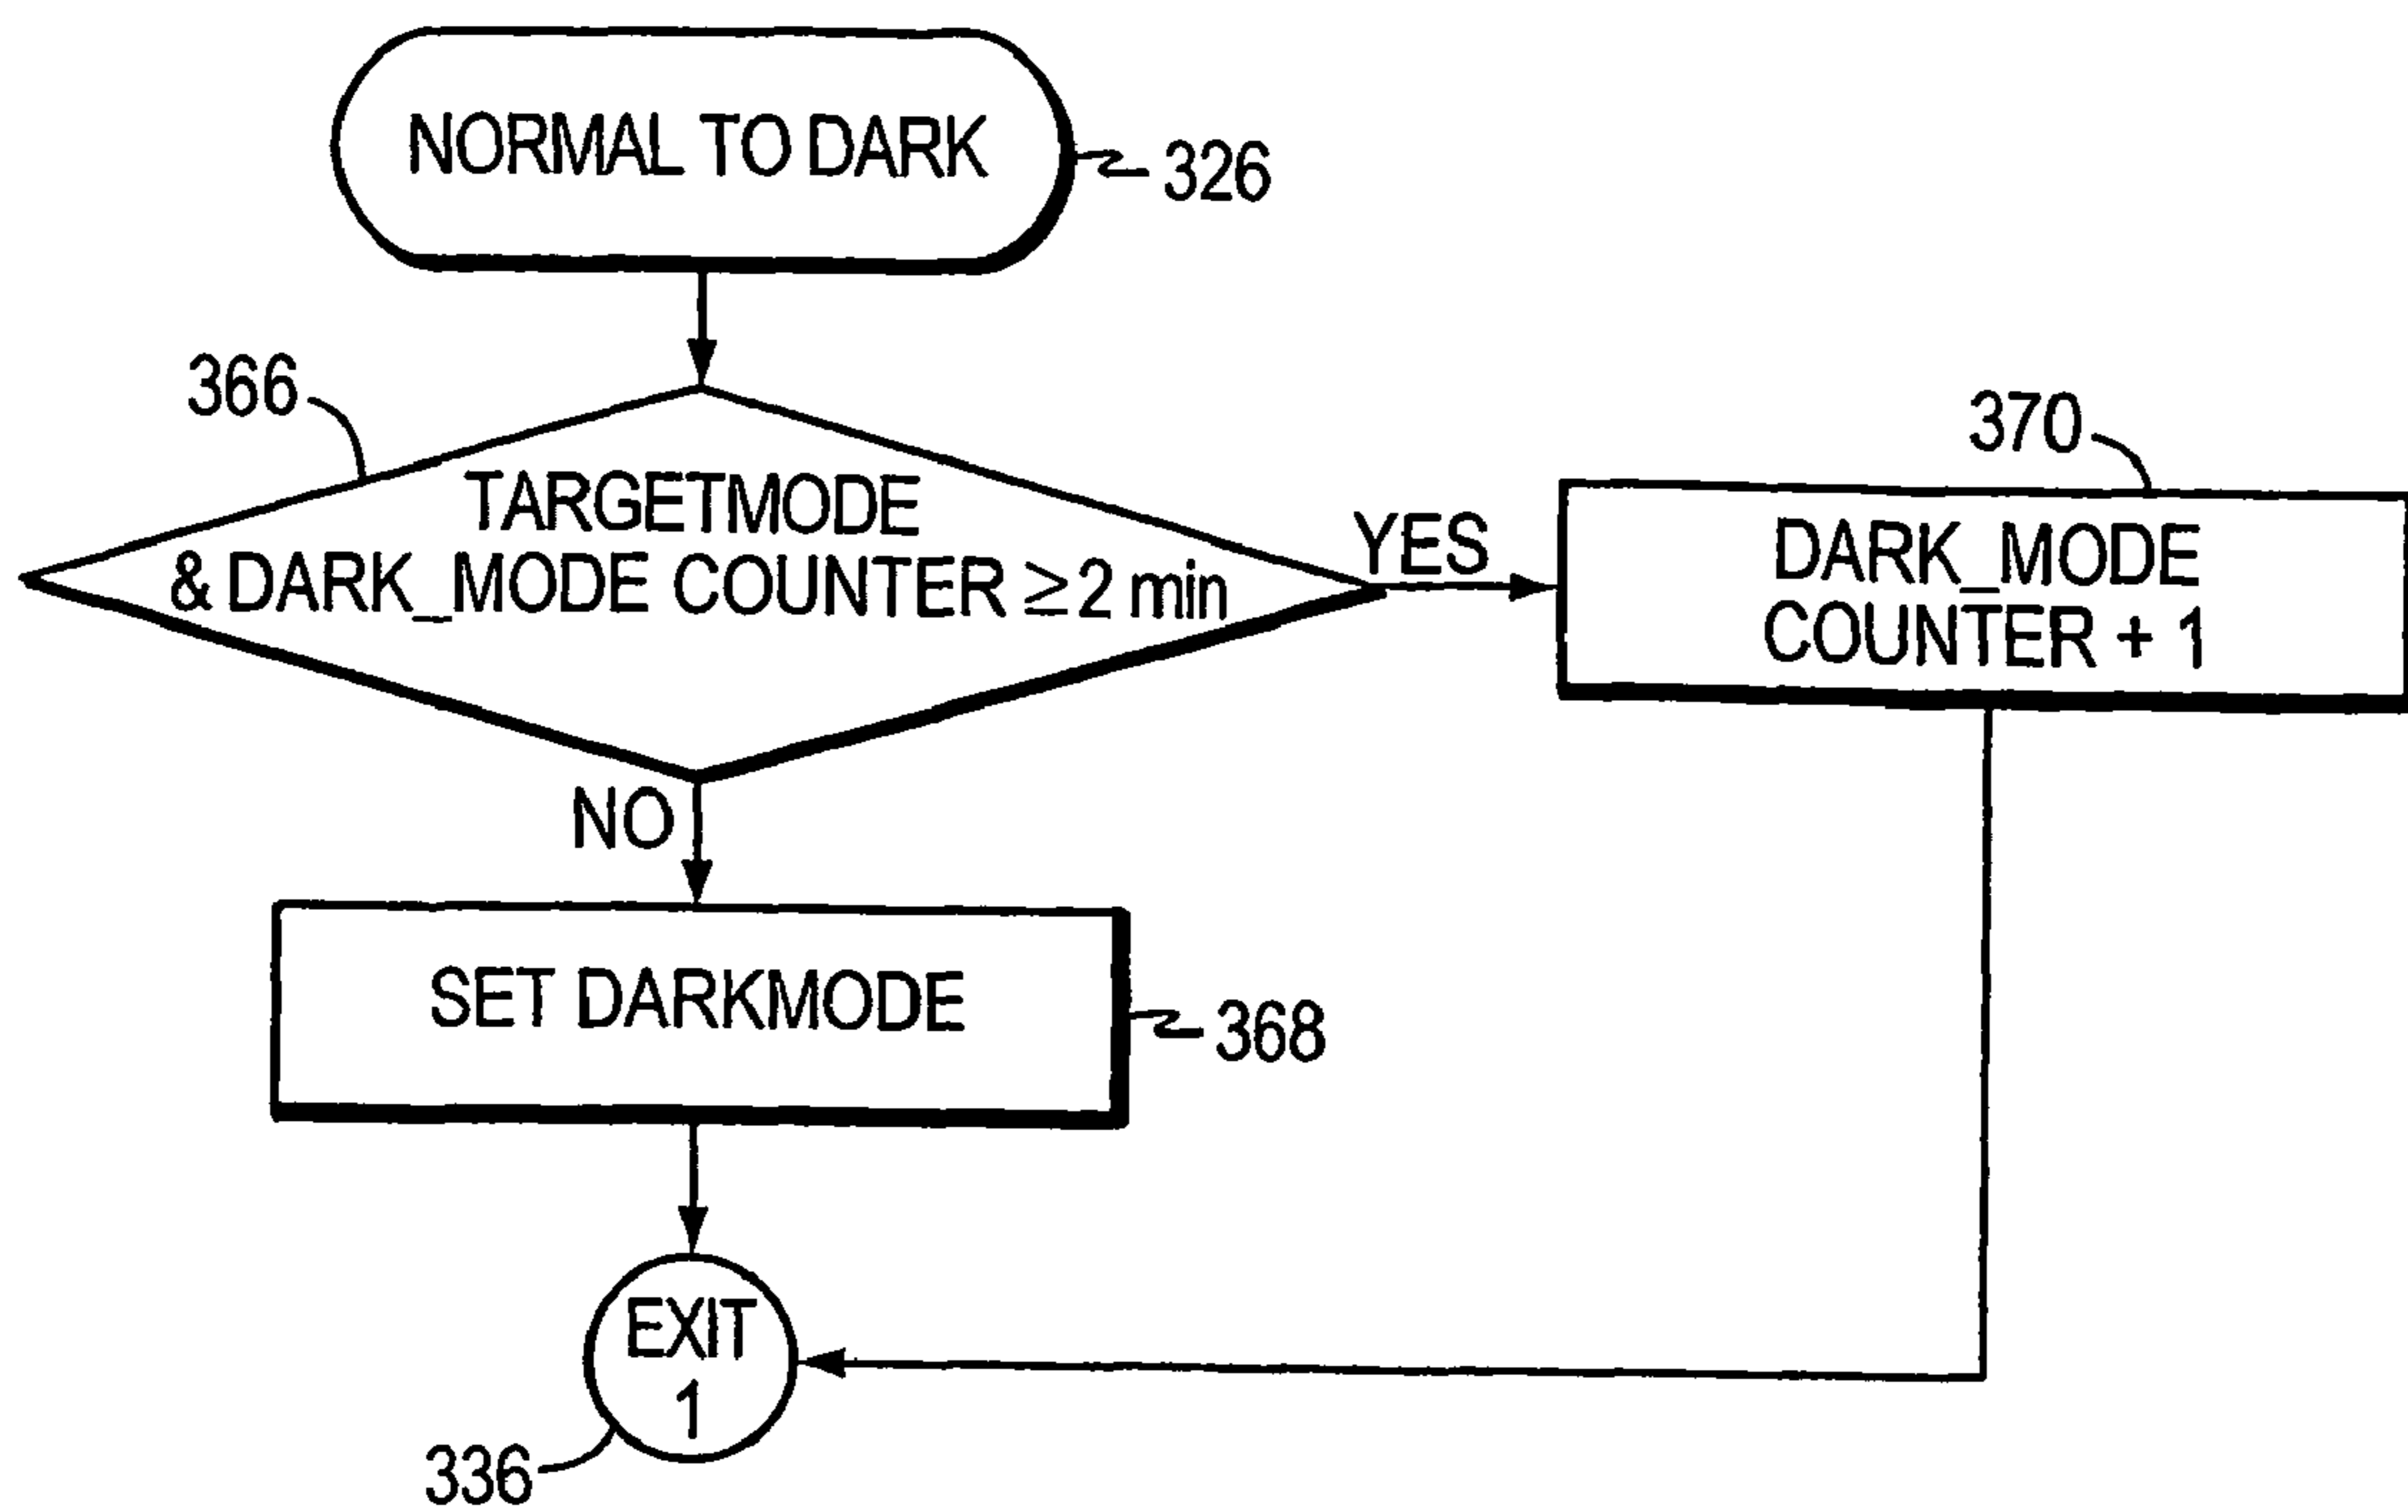 NORMAL TO DARK
326
366
TARGETMODE
& DARK_MODE COUNTER ≥2 min
YES
370
DARK_MODE
COUNTER + 1
NO
SET DARKMODE
368
EXIT
1
336